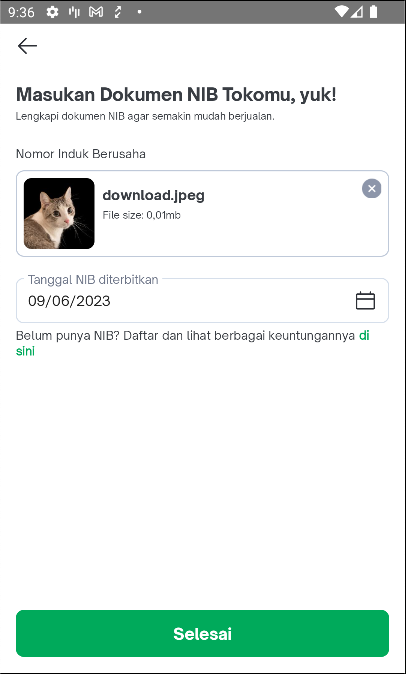 9:36
Masukan Dokumen NIB Tokomu, yuk!
Lengkapi dokumen NIB agar semakin mudah berjualan.
Nomor Induk Berusaha
download.jpeg
File size: 0,01mb
Tanggal NIB diterbitkan
09/06/2023
Belum punya NIB? Daftar dan lihat berbagai keuntungannya di
sini
Selesai